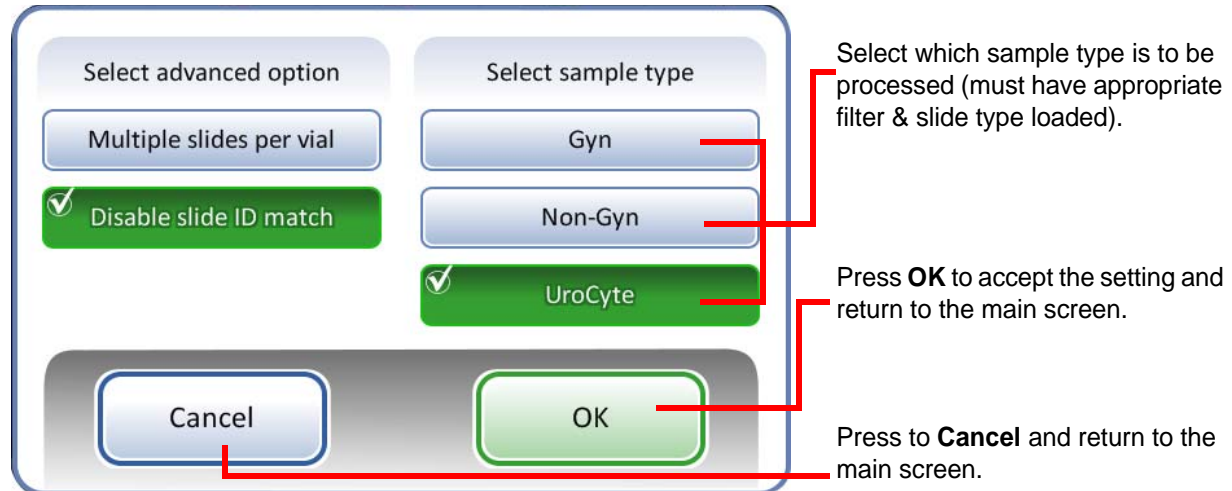 Select advanced option
Multiple slides per vial
Disable slide ID match
Select sample type
Gyn
Non-Gyn
UroCyte
Cancel
OK
Select which sample type is to be
processed (must have appropriate
filter & slide type loaded).
Press OK to accept the setting and
return to the main screen.
Press to Cancel and return to the
main screen.